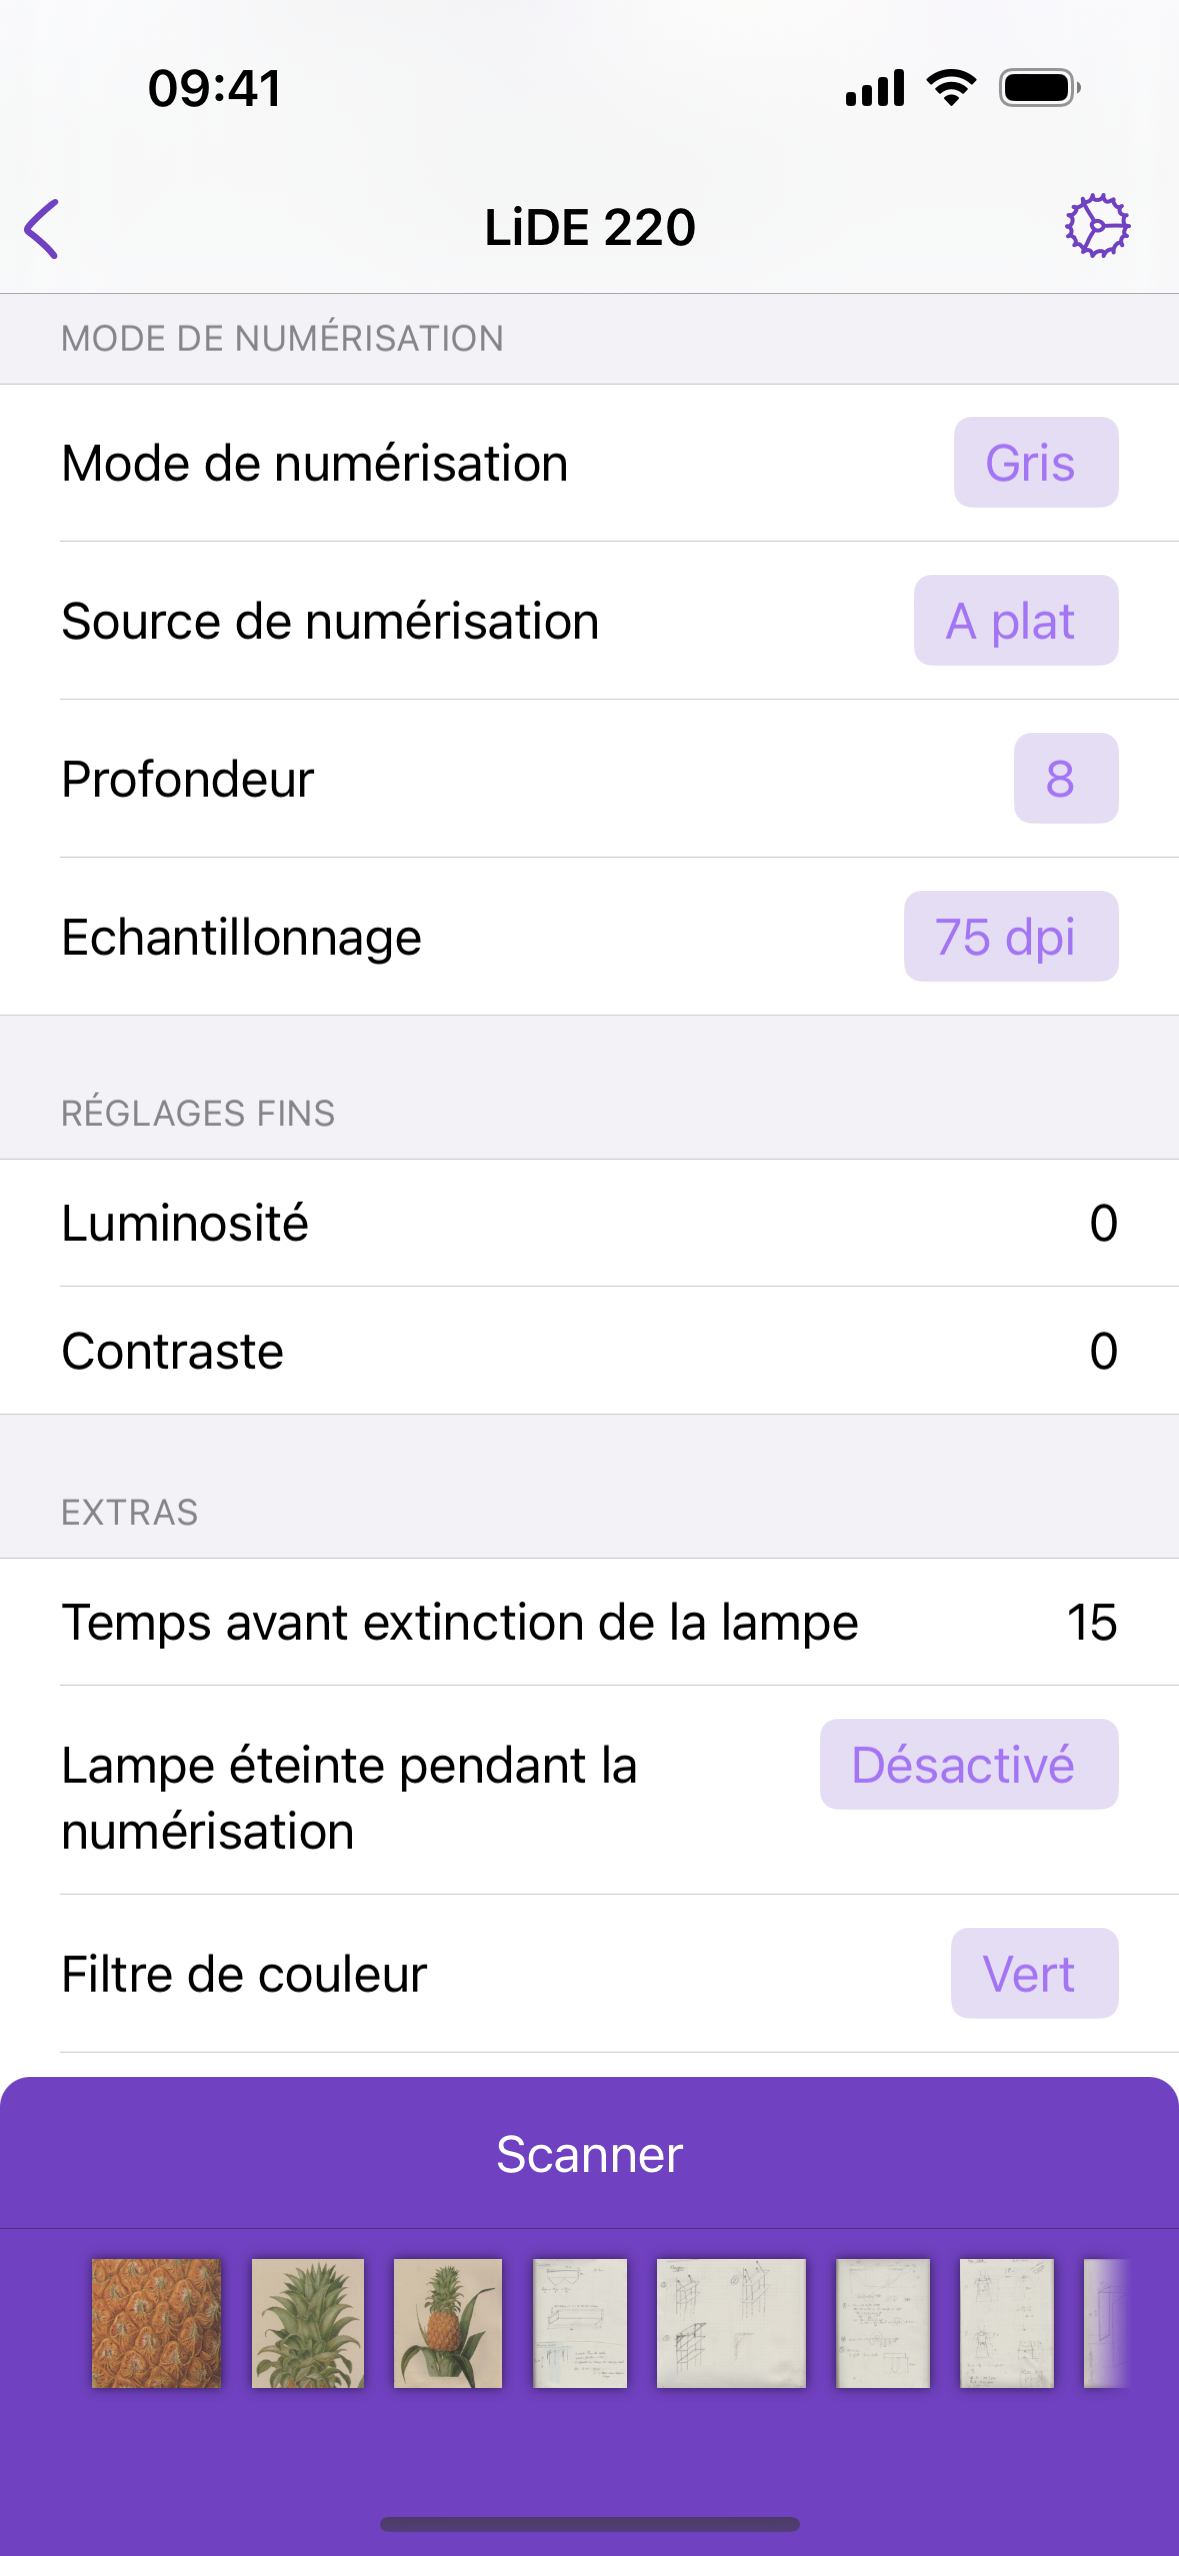 09:41
LiDE 220
MODE DE NUMÉRISATION
Mode de numérisation Gris
Source de numérisation A plat
Profondeur 8
Echantillonnage 75 dpi
RÉGLAGES FINS
Luminosité 0
Contraste 0
EXTRAS
Temps avant extinction de la lampe 15
Lampe éteinte pendant la Désactivé
numérisation
Filtre de couleur Vert
Scanner